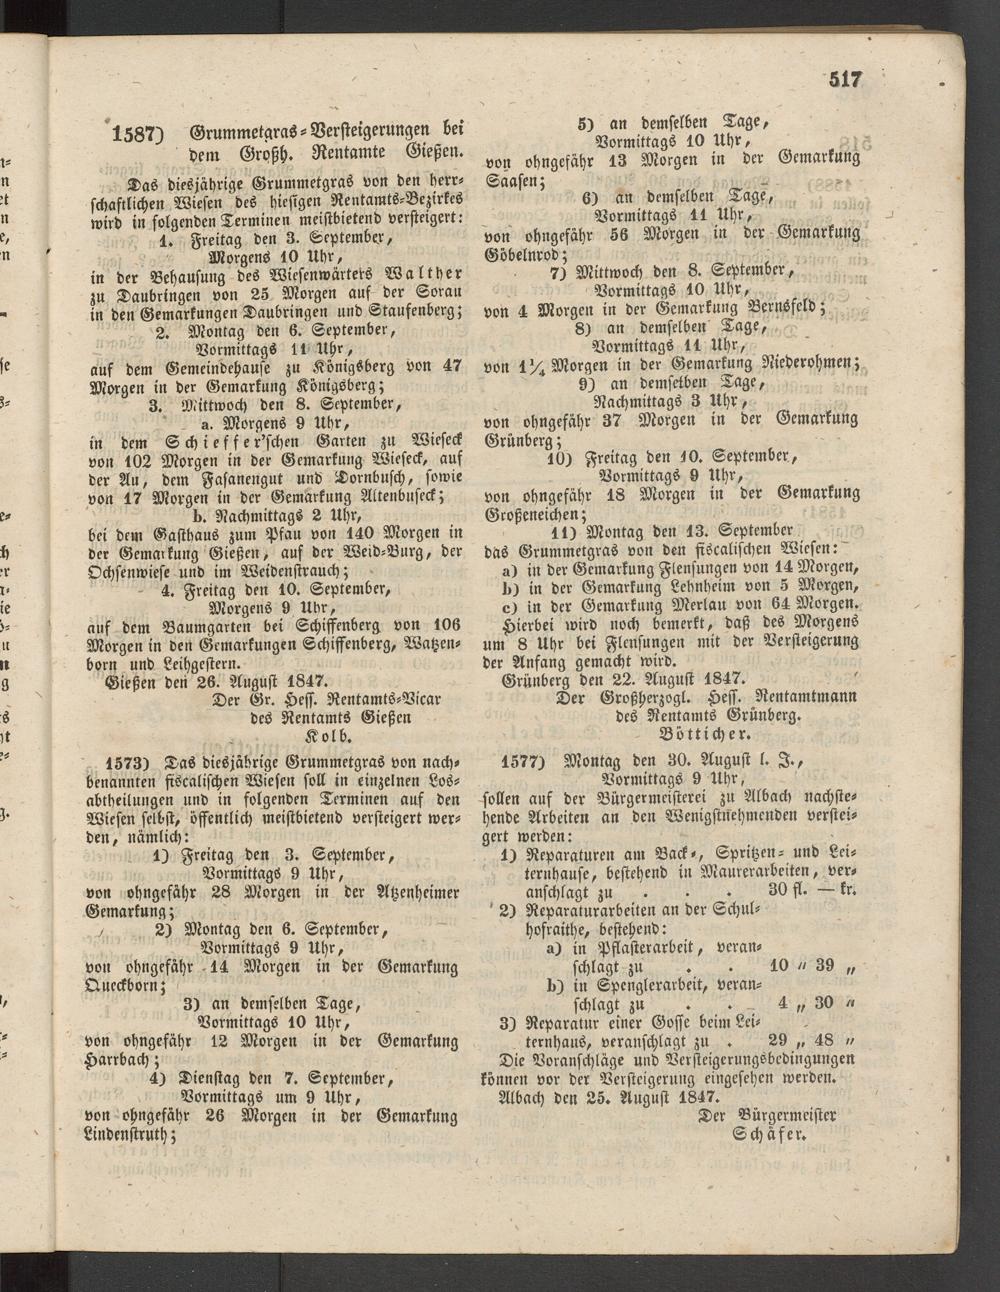 517
1587) Grummetgras-Versteigerungen bei
dem Großh. Rentamte Gießen.
Das diesjährige Grummetgras von den herr-
schaftlichen Wiesen des hiesigen Rentamts-Bezirkes
wird in folgenden Terminen meistbietend versteigert:
1. Freitag den 3. September,
Morgens 10 Uhr,
in der Behausung des Wiesenwärters Walther
zu Daubringen von 25 Morgen auf der Sorau
in den Gemarkungen Daubringen und Staufenberg;
2. Montag den 6. September,
Vormittags 11 Uhr,
auf dem Gemeindehause zu Königsberg von 47
Morgen in der Gemarkung Königsberg;
3. Mittwoch den 8. September,
a. Morgens 9 Uhr,
in dem Schieffer'schen Garten zu Wieseck
von 102 Morgen in der Gemarkung Wieseck, auf
der Au, dem Fasanengut und Dornbusch, sowie
von 17 Morgen in der Gemarkung Altenbuseck;
b. Nachmittags 2 Uhr,
bei dem Gasthaus zum Pfau von 140 Morgen in
der Gemarkung Gießen, auf der Weid-Burg, der
Ochsenwiese und im Weidenstrauch;
4. Freitag den 10. September,
Morgens 9 Uhr,
auf dem Baumgarten bei Schiffenberg von 106
Morgen in den Gemarkungen Schiffenberg, Watzen-
born und Leihgestern.
Gießen den 26. August 1847.
Der Gr. Hess. Rentamts-Vicar
des Rentamts Gießen
Kolb.
1573) Das diesjährige Grummetgras von nach-
benannten fiscalischen Wiesen soll in einzelnen Los-
abtheilungen und in folgenden Terminen auf den
Wiesen selbst, öffentlich meistbietend versteigert wer-
den, nämlich:
1) Freitag den 3. September,
Vormittags 9 Uhr,
von ohngefähr 28 Morgen in der Atzenheimer
Gemarkung;
2) Montag den 6. September,
Vormittags 9 Uhr,
von ohngefähr 14 Morgen in der Gemarkung
Queckborn;
3) an demselben Tage,
Vormittags 10 Uhr,
von ohngefähr 12 Morgen in der Gemarkung
Harrbach;
4) Dienstag den 7. September,
Vormittags um 9 Uhr,
von ohngefähr 26 Morgen in der Gemarkung
Lindenstruth;
5) an demselben Tage,
Vormittags 10 Uhr,
von ohngefähr 13 Morgen in der Gemarkung
Saasen;
6) an demselben Tage,
Vormittags 11 Uhr,
von ohngefähr 56 Morgen in der Gemarkung
Göbelnrod;
7) Mittwoch den 8. September,
Vormittags 10 Uhr,
von 4 Morgen in der Gemarkung Bernsfeld;
8) an demselben Tage,
Vormittags 11 Uhr,
von 1¼ Morgen in der Gemarkung Niederohmen;
9) an demselben Tage,
Nachmittags 3 Uhr,
von ohngefähr 37 Morgen in der Gemarkung
Grünberg;
10) Freitag den 10. September,
Vormittags 9 Uhr,
von ohngefähr 18 Morgen in der Gemarkung
Großeneichen;
11) Montag den 13. September
das Grummetgras von den fiscalischen Wiesen:
a) in der Gemarkung Flensungen von 14 Morgen,
b) in der Gemarkung Lehnheim von 5 Morgen,
c) in der Gemarkung Merlau von 64 Morgen.
Hierbei wird noch bemerkt, daß des Morgens
um 8 Uhr bei Flensungen mit der Versteigerung
der Anfang gemacht wird.
Grünberg den 22. August 1847.
Der Großherzogl. Hess. Rentamtmann
des Rentamts Grünberg.
Bötticher.
1577) Montag den 30. August l. J.,
Vormittags 9 Uhr,
sollen auf der Bürgermeisterei zu Albach nachste-
hende Arbeiten an den Wenigstnehmenden verstei-
gert werden:
1) Reparaturen am Back-, Spritzen- und Lei-
ternhause, bestehend in Maurerarbeiten, ver-
anschlagt zu . . . 30 fl. — kr.
2) Reparaturarbeiten an der Schul-
hofraithe, bestehend:
a) in Pflasterarbeit, veran-
schlagt zu . . 10 „ 39 „
b) in Spenglerarbeit, veran-
schlagt zu . . 4 „ 30 „
3) Reparatur einer Gosse beim Lei-
ternhaus, veranschlagt zu . 29 „ 48 „
Die Voranschläge und Versteigerungsbedingungen
können vor der Versteigerung eingesehen werden.
Albach den 25. August 1847.
Der Bürgermeister
Schäfer.